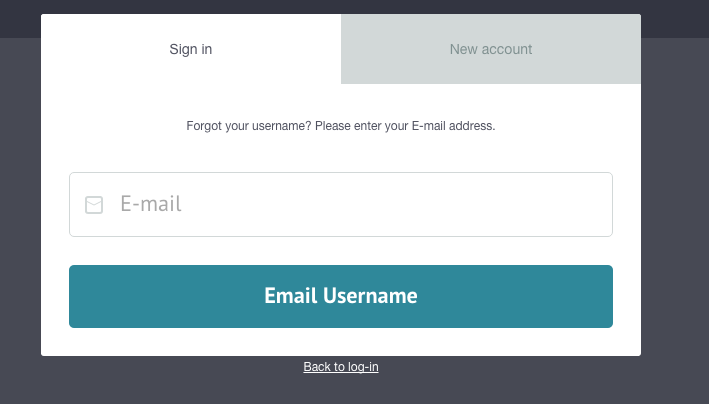 Sign in
New account
Forgot your username? Please enter your E-mail address.
E-mail
Email Username
Back to log-in